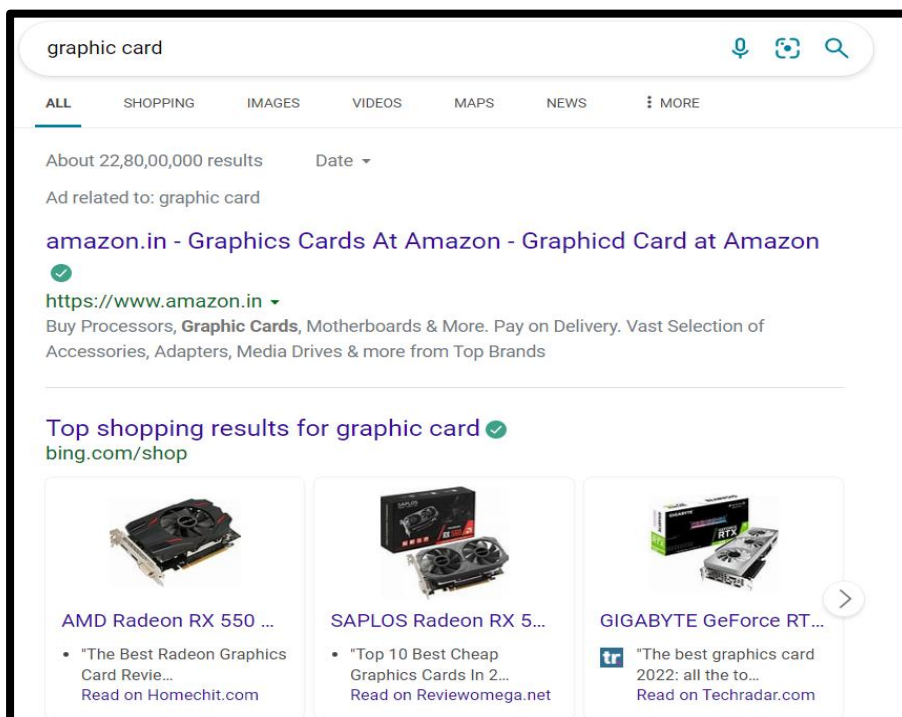 graphic card
ALL SHOPPING IMAGES VIDEOS MAPS NEWS MORE
About 22,80,00,000 results Date
Ad related to: graphic card
amazon.in - Graphics Cards At Amazon - Graphicd Card at Amazon
https://www.amazon.in
Buy Processors, Graphic Cards, Motherboards & More. Pay on Delivery. Vast Selection of
Accessories, Adapters, Media Drives & more from Top Brands
Top shopping results for graphic card
bing.com/shop
SAPLOS
GIGABYTE
GEFORCE
RTX
AMD Radeon RX 550 ...
"The Best Radeon Graphics
Card Revie...
Read on Homechit.com
SAPLOS Radeon RX 5...
"Top 10 Best Cheap
Graphics Cards In 2...
Read on Reviewomega.net
GIGABYTE GeForce RT...
tr "The best graphics card
2022: all the to...
Read on Techradar.com